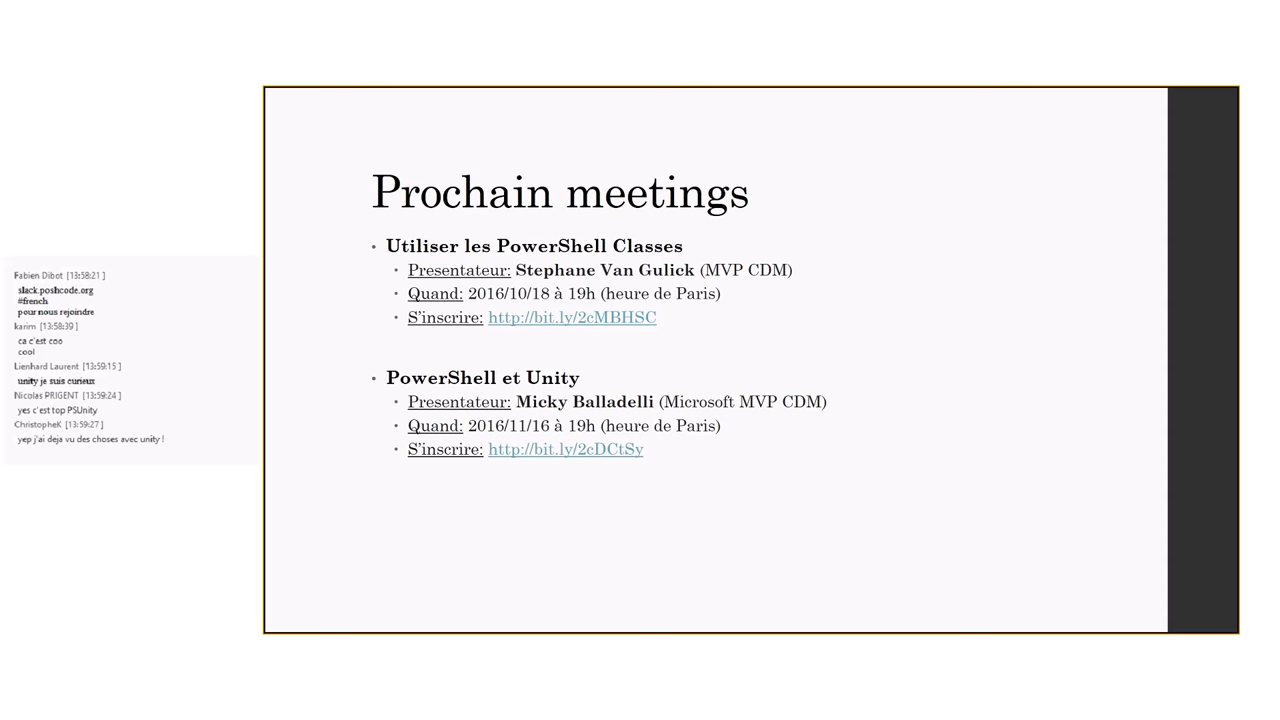 Fabien Dibot [13:58:21]
slack.poshcode.org
#french
pour nous rejoindre
karim [13:58:39]
ca c'est coo
cool
Lienhard Laurent [13:59:15]
unity je suis curieux
Nicolas PRIGENT [13:59:24]
yes c'est top PSUnity
ChristopheK [13:59:27]
yep j'ai deja vu des choses avec unity !
Prochain meetings
• Utiliser les PowerShell Classes
• Presentateur: Stephane Van Gulick (MVP CDM)
• Quand: 2016/10/18 à 19h (heure de Paris)
• S'inscrire: http://bit.ly/2cMBHSC
• PowerShell et Unity
• Presentateur: Micky Balladelli (Microsoft MVP CDM)
• Quand: 2016/11/16 à 19h (heure de Paris)
• S'inscrire: http://bit.ly/2cDCtSy